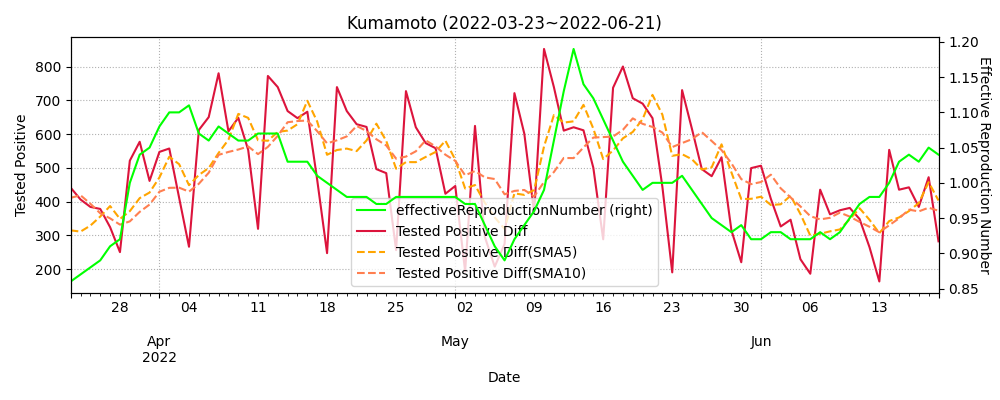 Kumamoto (2022-03-23~2022-06-21)
Tested Positive
800
700
600
500
400
300
200
1.20
1.15
1.10
1.05
1.00
0.95
0.90
0.85
Effective Reproduction Number
effectiveReproductionNumber (right)
Tested Positive Diff
Tested Positive Diff(SMA5)
Tested Positive Diff(SMA10)
28 04 11 18 25 02 09 16 23 30 06 13
Apr May Jun
2022
Date